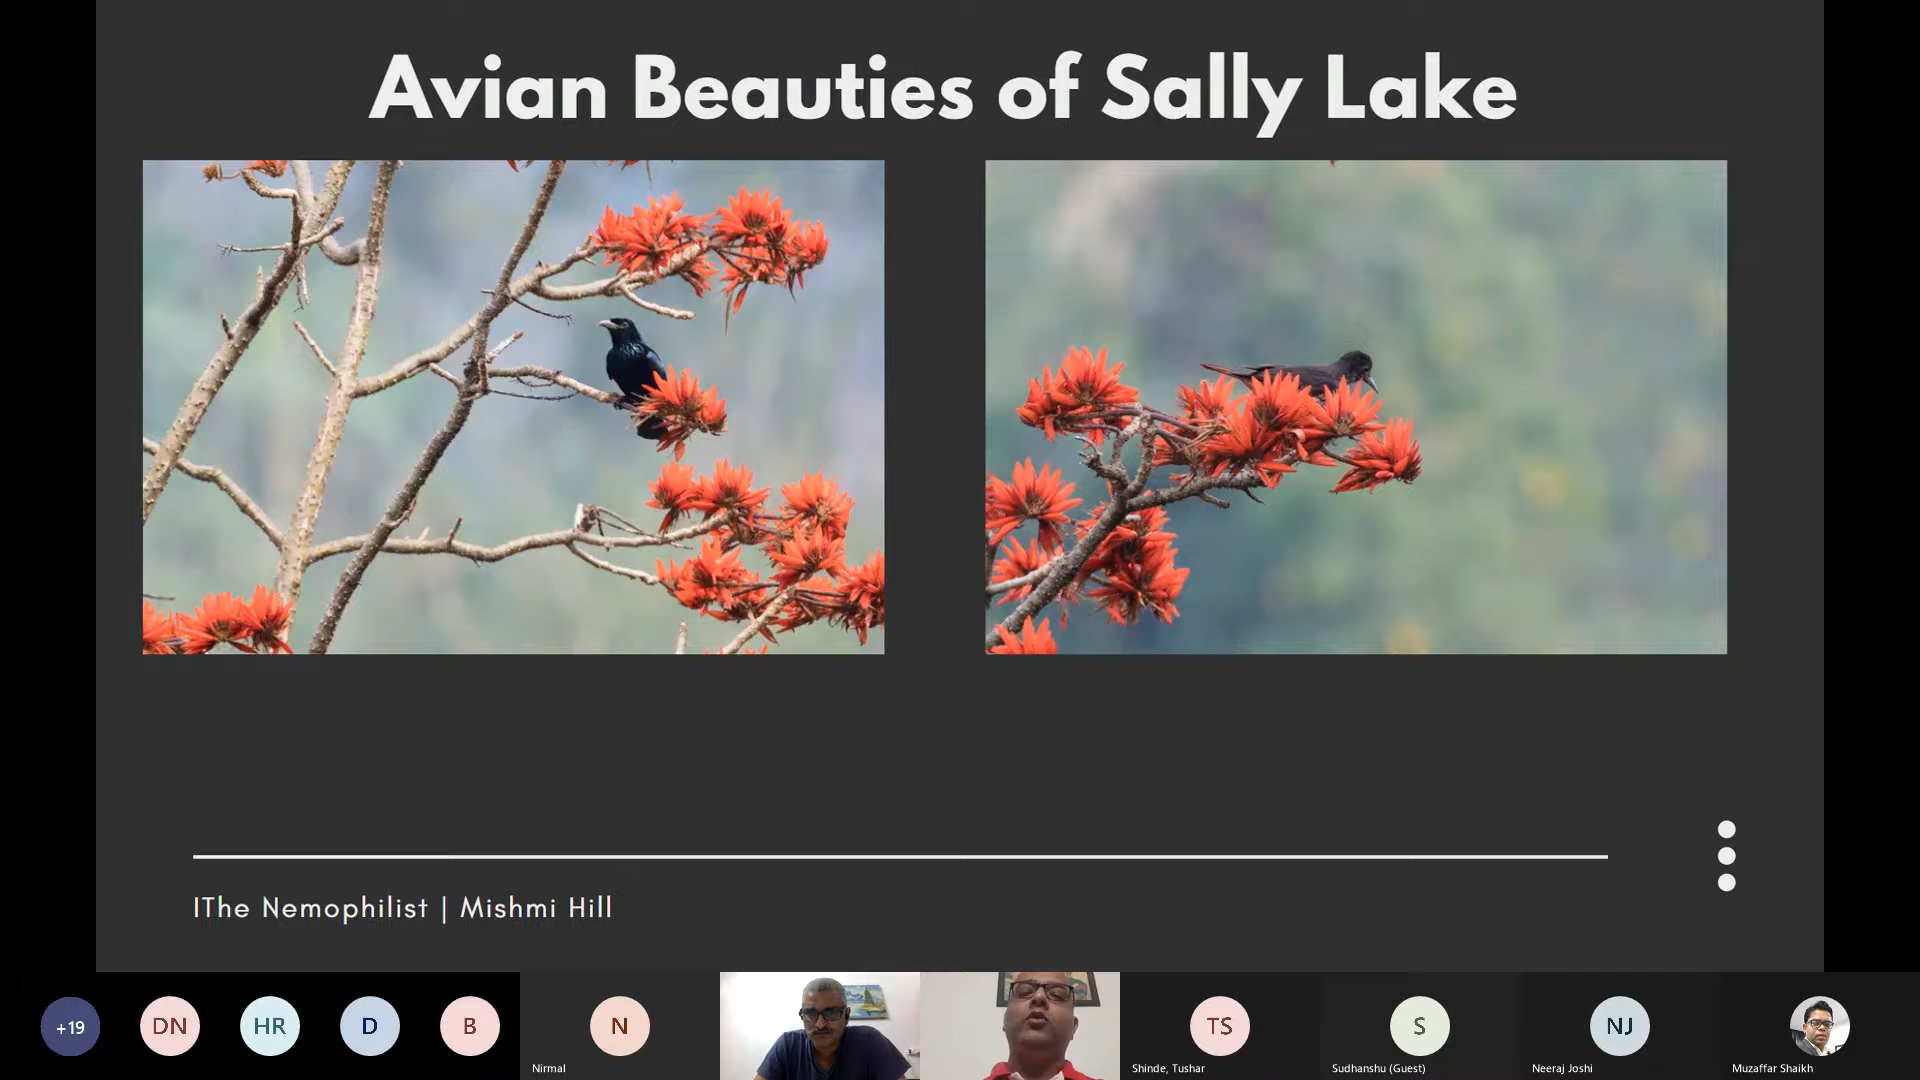 Avian Beauties of Sally Lake
IThe Nemophilist | Mishmi Hill
+19
DN
HR
D
B
N
TS
S
NJ
Nirmal
Shinde, Tushar
Sudhanshu (Guest)
Neeraj Joshi
Muzaffar Shaikh